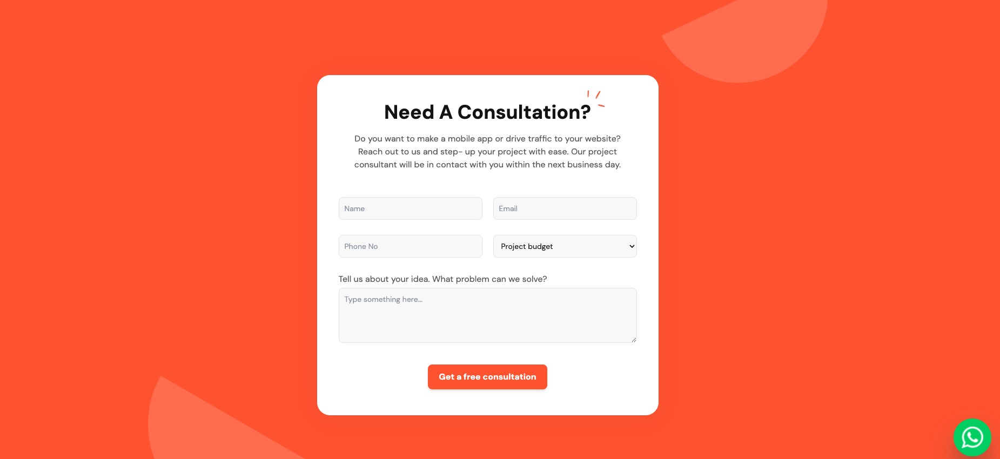 Need A Consultation?
Do you want to make a mobile app or drive traffic to your website?
Reach out to us and step- up your project with ease. Our project
consultant will be in contact with you within the next business day.
Name
Email
Phone No
Project budget
Tell us about your idea. What problem can we solve?
Type something here...
Get a free consultation